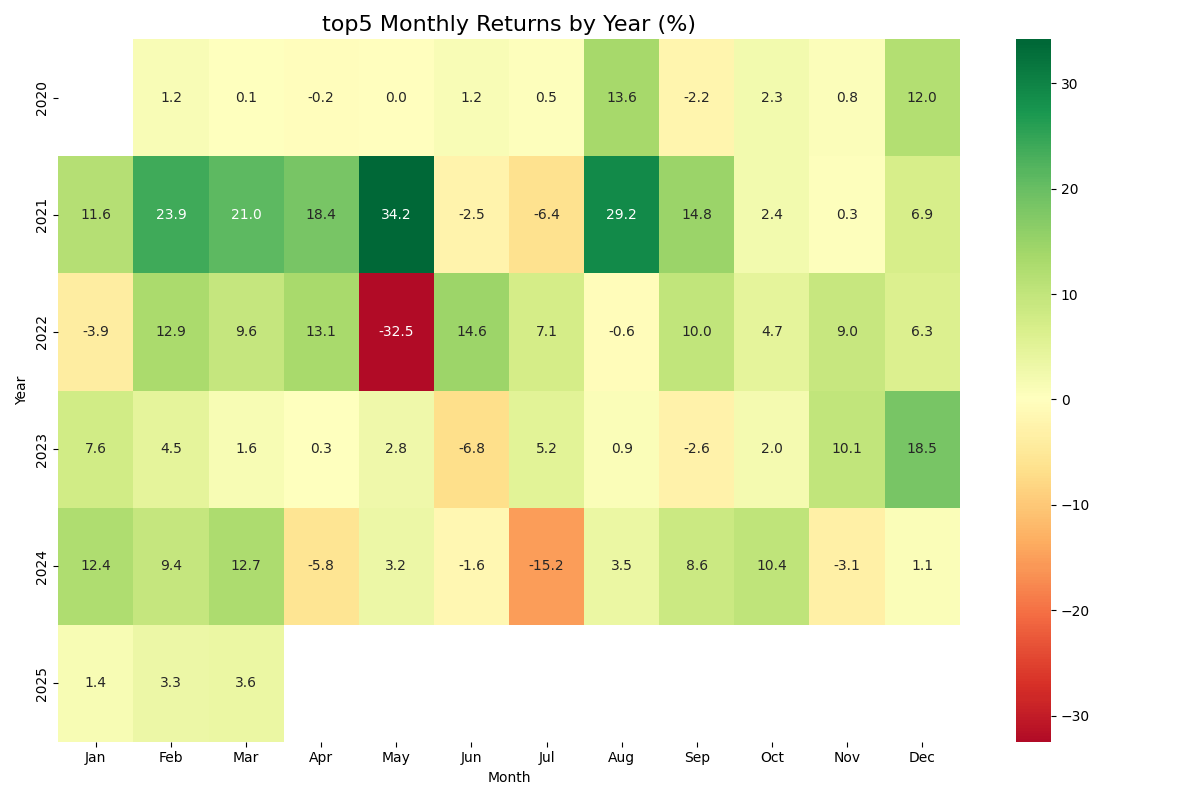 top5 Monthly Returns by Year (%)
2020 1.2 0.1 -0.2 0.0 1.2 0.5 13.6 -2.2 2.3 0.8 12.0
2021 11.6 23.9 21.0 18.4 34.2 -2.5 -6.4 29.2 14.8 2.4 0.3 6.9
2022 -3.9 12.9 9.6 13.1 -32.5 14.6 7.1 -0.6 10.0 4.7 9.0 6.3
2023 7.6 4.5 1.6 0.3 2.8 -6.8 5.2 0.9 -2.6 2.0 10.1 18.5
2024 12.4 9.4 12.7 -5.8 3.2 -1.6 -15.2 3.5 8.6 10.4 -3.1 1.1
2025 1.4 3.3 3.6
Jan Feb Mar Apr May Jun Jul Aug Sep Oct Nov Dec
Month
Year
30
20
10
0
−10
−20
−30